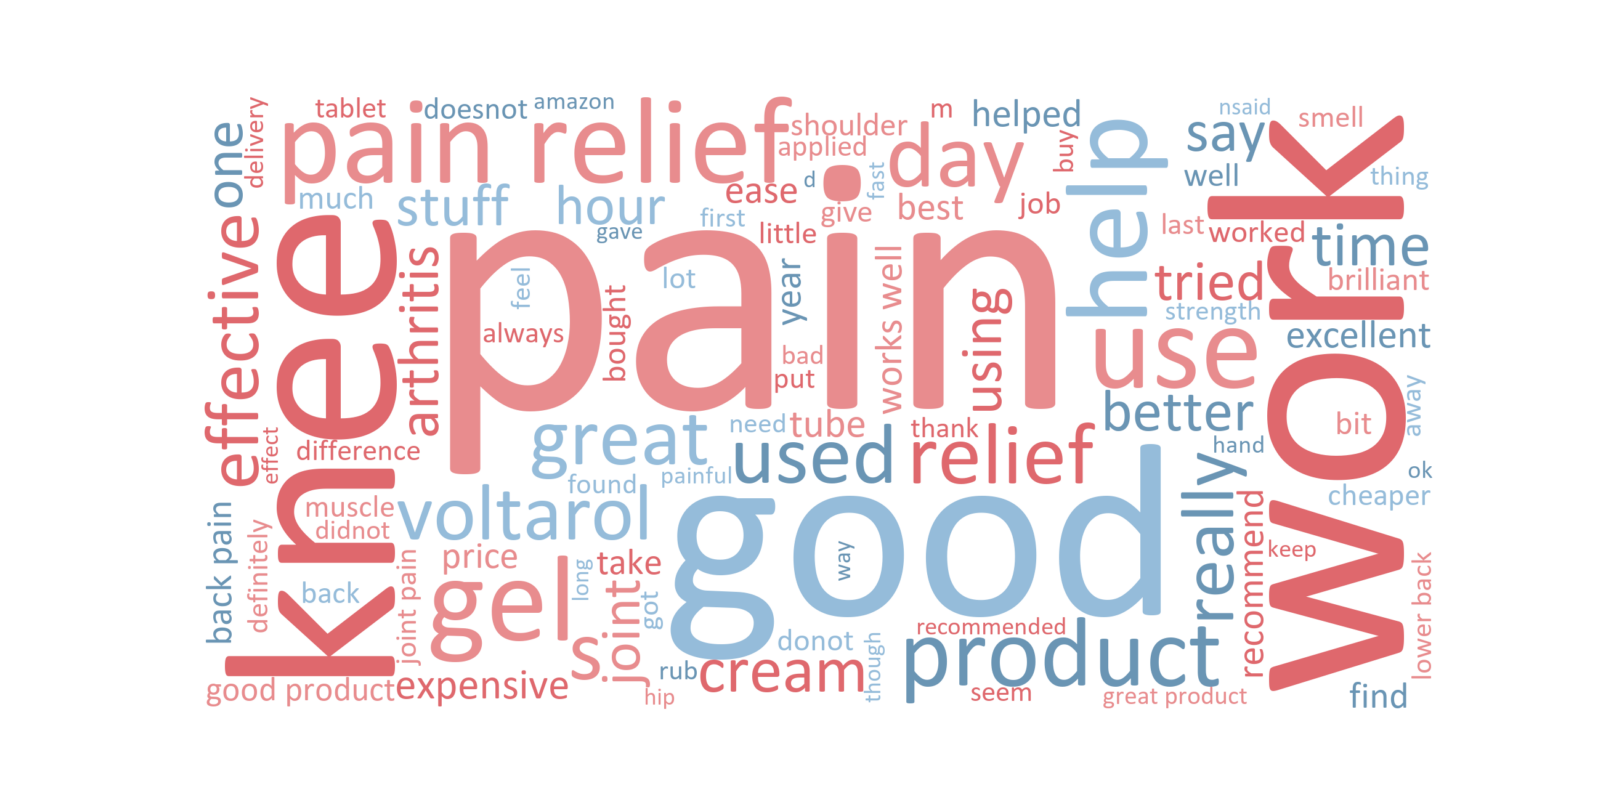 tablet
doesnot
amazon
m
helped
nsaid
smell
delivery
one
pain relief
shoulder
applied
day
buy
help
say
work
well
thing
much
stuff
hour
ease
d
fast
give
best
job
first
gave
little
last
worked
time
effective
knee
arthritis
pain
feel
lot
year
always
bought
works well
using
bad
put
tried
brilliant
strength
use
excellent
better
away
bit
great
need
tube
thank
used
relief
hand
ok
effect
difference
painful
found
cheaper
back pain
definitely
muscle
didnot
voltarol
good
way
really
recommend
keep
price
take
gel
long
got
joint
s
joint pain
back
lower back
donot
though
recommended
product
rub
cream
hip
seem
great product
good product
expensive
find